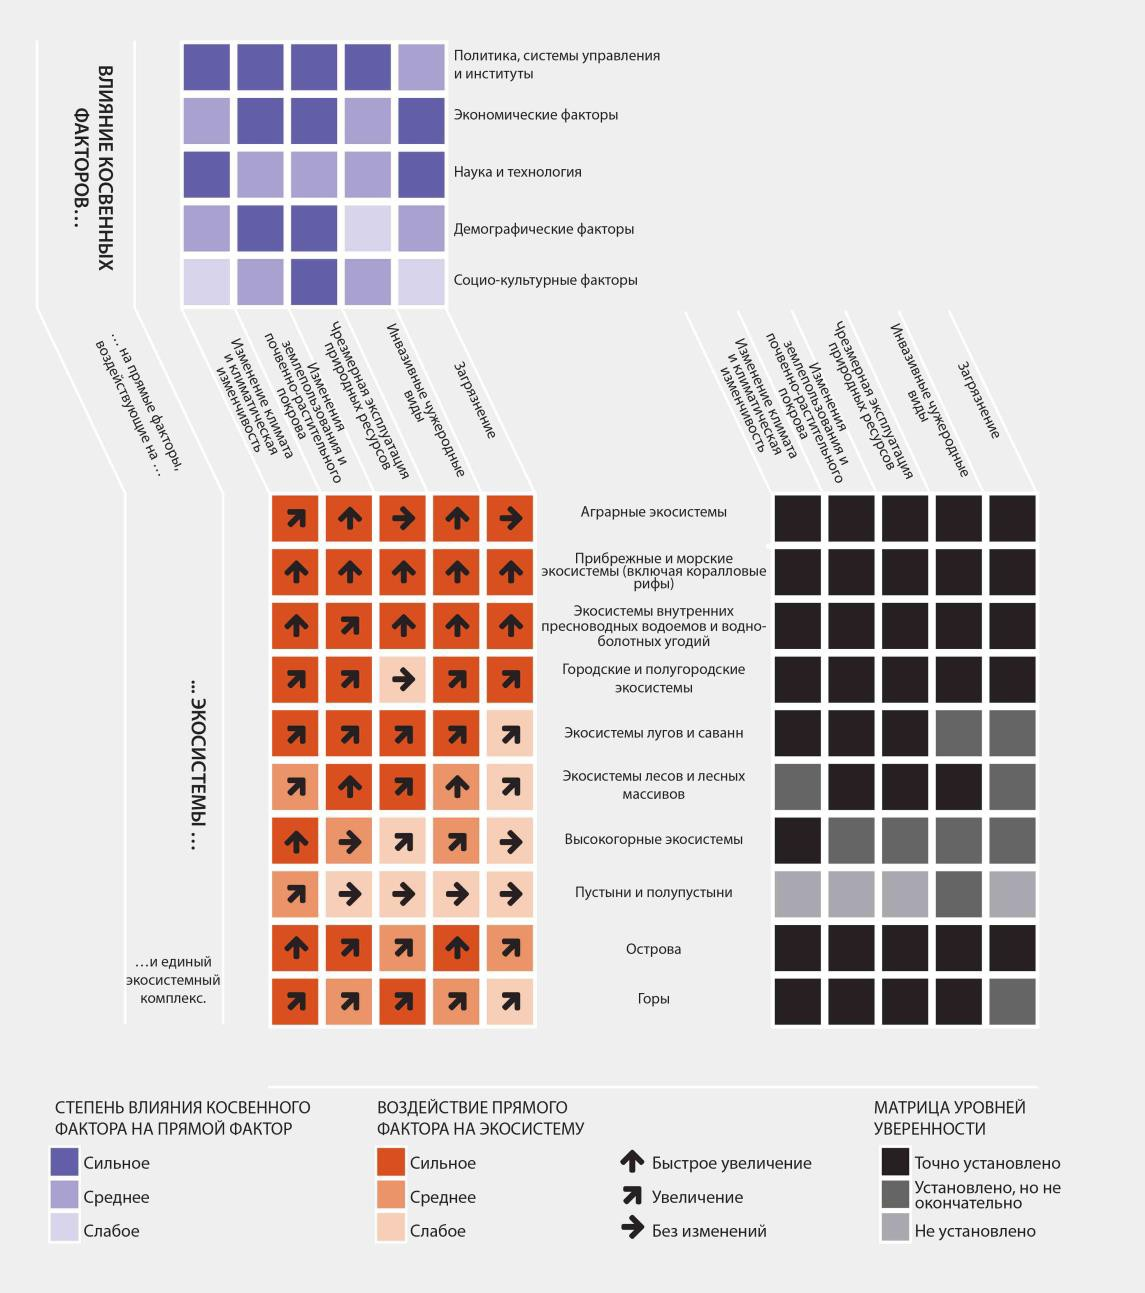 ВЛИЯНИЕ КОСВЕННЫХ
ФАКТОРОВ…
Политика, системы управления
и институты
Экономические факторы
Наука и технология
Демографические факторы
Социо-культурные факторы
… на прямые факторы,
воздействующие на …
Изменение климата
и климатическая
изменчивость
Изменения
землепользования и
почвенно-растительного
покрова
Чрезмерная эксплуатация
природных ресурсов
Инвазивные чужеродные
виды
Загрязнение
Изменение климата
и климатическая
изменчивость
Изменения
землепользования и
почвенно-растительного
покрова
Чрезмерная эксплуатация
природных ресурсов
Инвазивные чужеродные
виды
Загрязнение
... ЭКОСИСТЕМЫ …
…и единый
экосистемный
комплекс.
Аграрные экосистемы
Прибрежные и морские
экосистемы (включая коралловые
рифы)
Экосистемы внутренних
пресноводных водоемов и водно-
болотных угодий
Городские и полугородские
экосистемы
Экосистемы лугов и саванн
Экосистемы лесов и лесных
массивов
Высокогорные экосистемы
Пустыни и полупустыни
Острова
Горы
СТЕПЕНЬ ВЛИЯНИЯ КОСВЕННОГО
ФАКТОРА НА ПРЯМОЙ ФАКТОР
Сильное
Среднее
Слабое
ВОЗДЕЙСТВИЕ ПРЯМОГО
ФАКТОРА НА ЭКОСИСТЕМУ
Сильное
Среднее
Слабое
Быстрое увеличение
Увеличение
Без изменений
МАТРИЦА УРОВНЕЙ
УВЕРЕННОСТИ
Точно установлено
Установлено, но не
окончательно
Не установлено